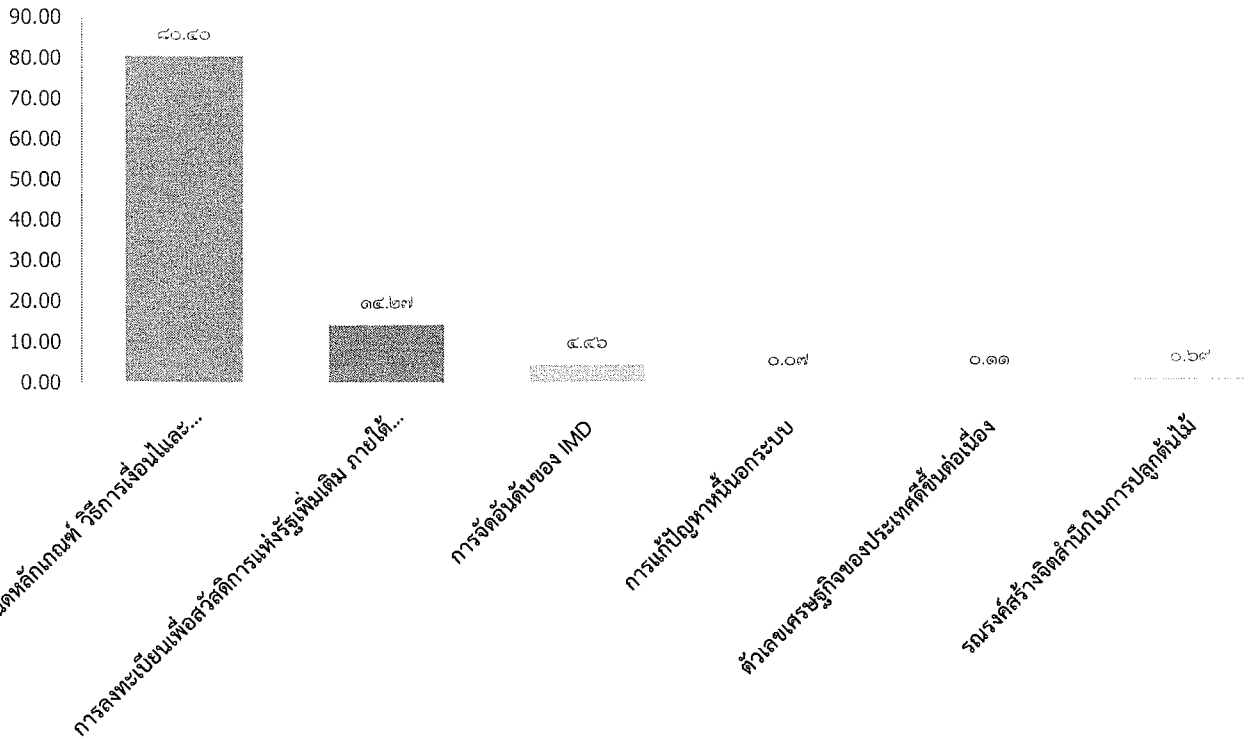 90.00
80.00
70.00
60.00
50.00
40.00
30.00
20.00
10.00
0.00
๘๐.๔๐
๑๔.๒๗
๔.๔๖
๐.๐๗
๐.๑๑
๐.๖๙
หลักเกณฑ์ วิธีการเงื่อนไและ...
การลงทะเบียนเพื่อสวัสดิการแห่งรัฐเพิ่มเติม ภายใต้...
การจัดอันดับของ IMD
การแก้ปัญหาหนี้นอกระบบ
ตัวเลขเศรษฐกิจของประเทศดีขึ้นต่อเนื่อง
รณรงค์สร้างจิตสำนึกในการปลูกต้นไม้